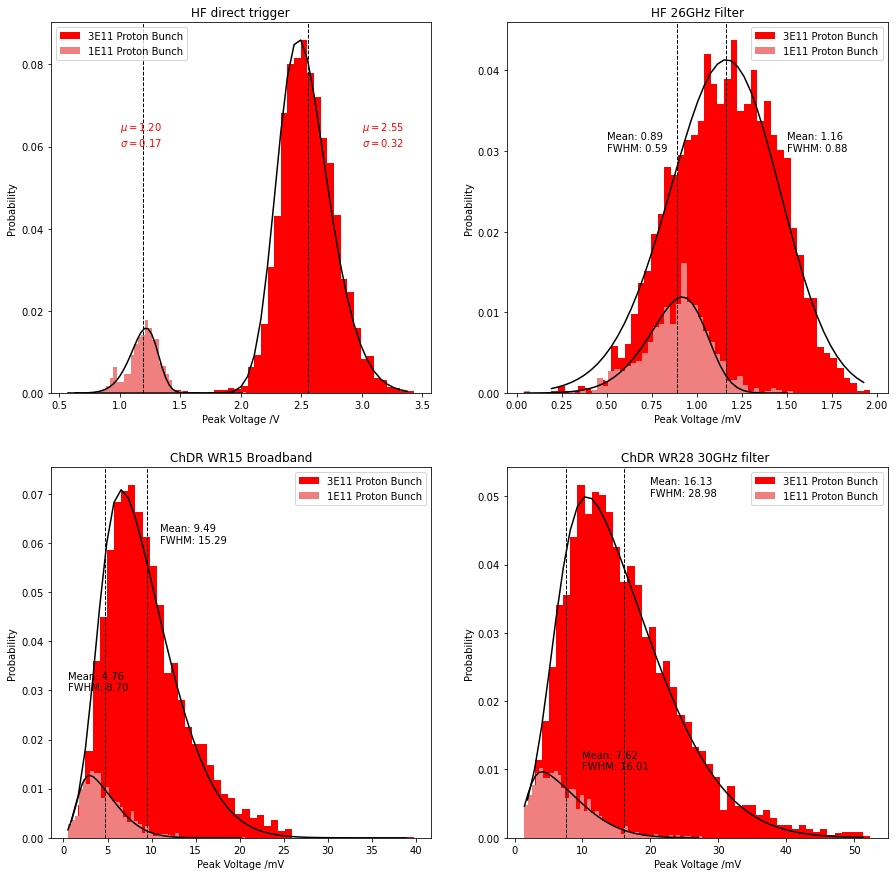 HF direct trigger
3E11 Proton Bunch
1E11 Proton Bunch
μ = 1.20
σ = 0.17
μ = 2.55
σ = 0.32
0.08
0.06
0.04
0.02
0.00
Probability
0.5 1.0 1.5 2.0 2.5 3.0 3.5
Peak Voltage /V
HF 26GHz Filter
3E11 Proton Bunch
1E11 Proton Bunch
Mean: 0.89
FWHM: 0.59
Mean: 1.16
FWHM: 0.88
0.04
0.03
0.02
0.01
0.00
Probability
0.00 0.25 0.50 0.75 1.00 1.25 1.50 1.75 2.00
Peak Voltage /mV
ChDR WR15 Broadband
3E11 Proton Bunch
1E11 Proton Bunch
Mean: 9.49
FWHM: 15.29
Mean: 4.76
FWHM: 8.70
0.07
0.06
0.05
0.04
0.03
0.02
0.01
0.00
Probability
0 5 10 15 20 25 30 35 40
Peak Voltage /mV
ChDR WR28 30GHz filter
Mean: 16.13
FWHM: 28.98
3E11 Proton Bunch
1E11 Proton Bunch
Mean: 7.62
FWHM: 16.01
0.05
0.04
0.03
0.02
0.01
0.00
Probability
0 10 20 30 40 50
Peak Voltage /mV